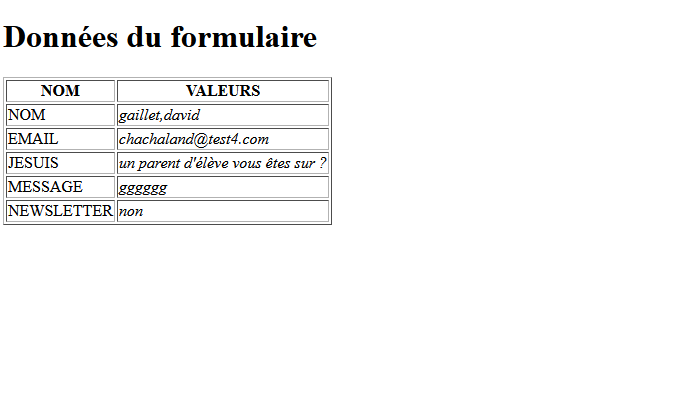 Données du formulaire
NOM VALEURS
NOM gaillet,david
EMAIL chachaland@test4.com
JESUIS un parent d'élève vous êtes sur ?
MESSAGE gggggg
NEWSLETTER non